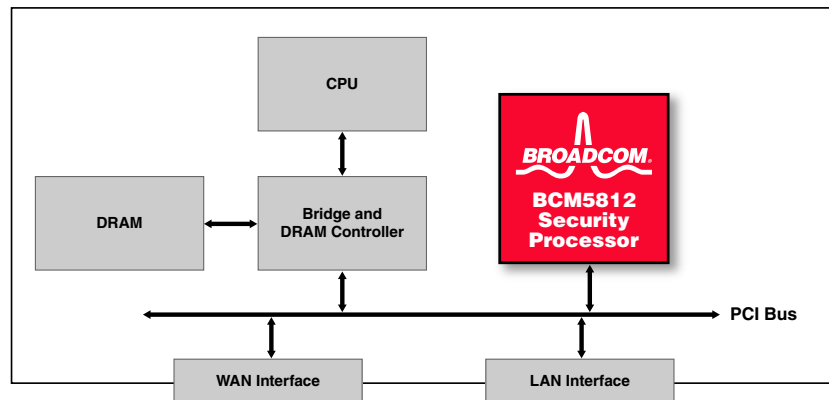 CPU
BROADCOM®
BCM5812
Security
Processor
DRAM
Bridge and
DRAM Controller
PCI Bus
WAN Interface
LAN Interface